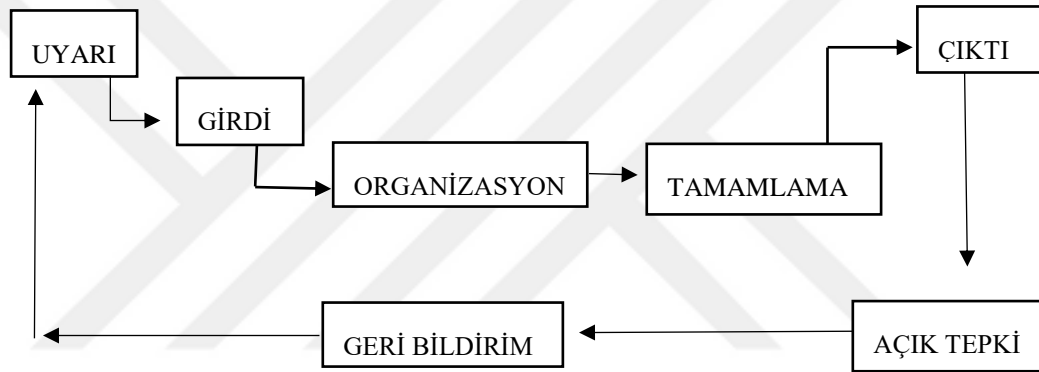 UYARI
GİRDİ
ORGANİZASYON
TAMAMLAMA
ÇIKTI
AÇIK TEPKİ
GERİ BİLDİRİM